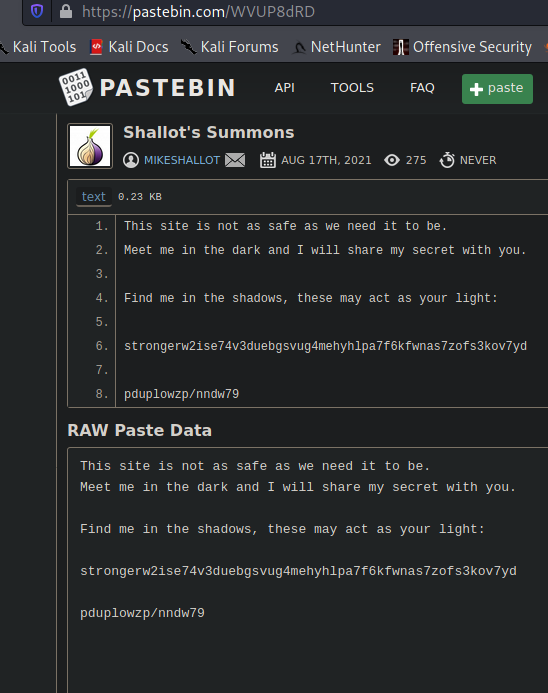 https://pastebin.com/WVUP8dRD
Kali Tools Kali Docs Kali Forums NetHunter Offensive Security
0011 1000 101 PASTEBIN API TOOLS FAQ paste
Shallot's Summons
MIKESHALLOT AUG 17TH, 2021 275 NEVER
text 0.23 KB
1. This site is not as safe as we need it to be.
2. Meet me in the dark and I will share my secret with you.
3.
4. Find me in the shadows, these may act as your light:
5.
6. strongerw2ise74v3duebgsvug4mehyhlpa7f6kfwnas7zofs3kov7yd
7.
8. pduplowzp/nndw79
RAW Paste Data
This site is not as safe as we need it to be.
Meet me in the dark and I will share my secret with you.
Find me in the shadows, these may act as your light:
strongerw2ise74v3duebgsvug4mehyhlpa7f6kfwnas7zofs3kov7yd
pduplowzp/nndw79